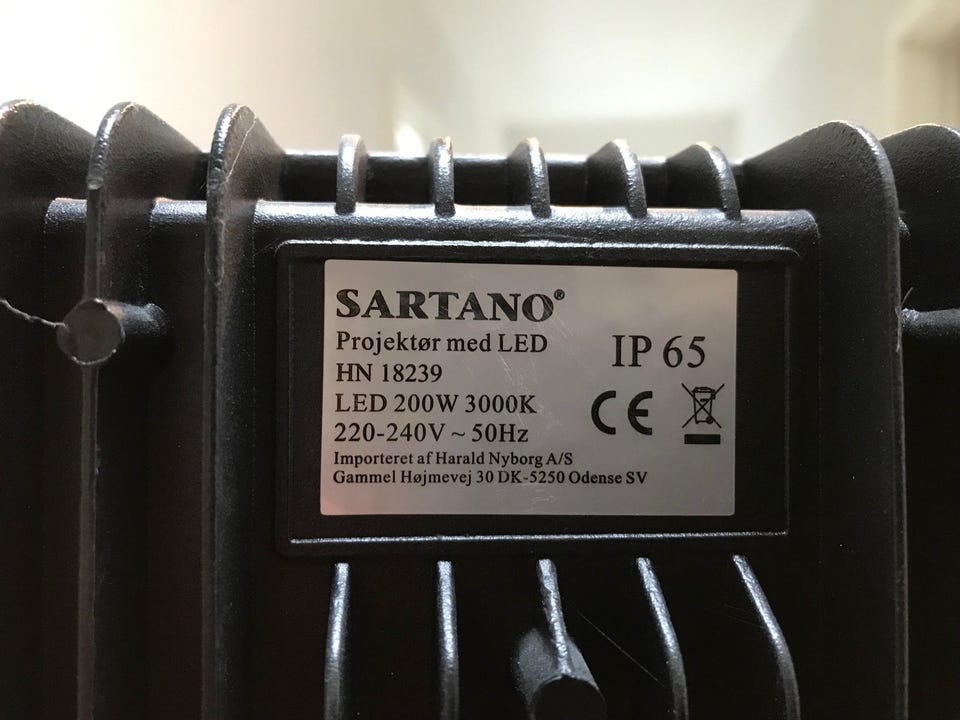 SARTANO®
Projektør med LED
IP 65
HN 18239
LED 200W 3000K
CE
220-240V ~ 50Hz
Importeret af Harald Nyborg A/S
Gammel Højmevej 30 DK-5250 Odense SV